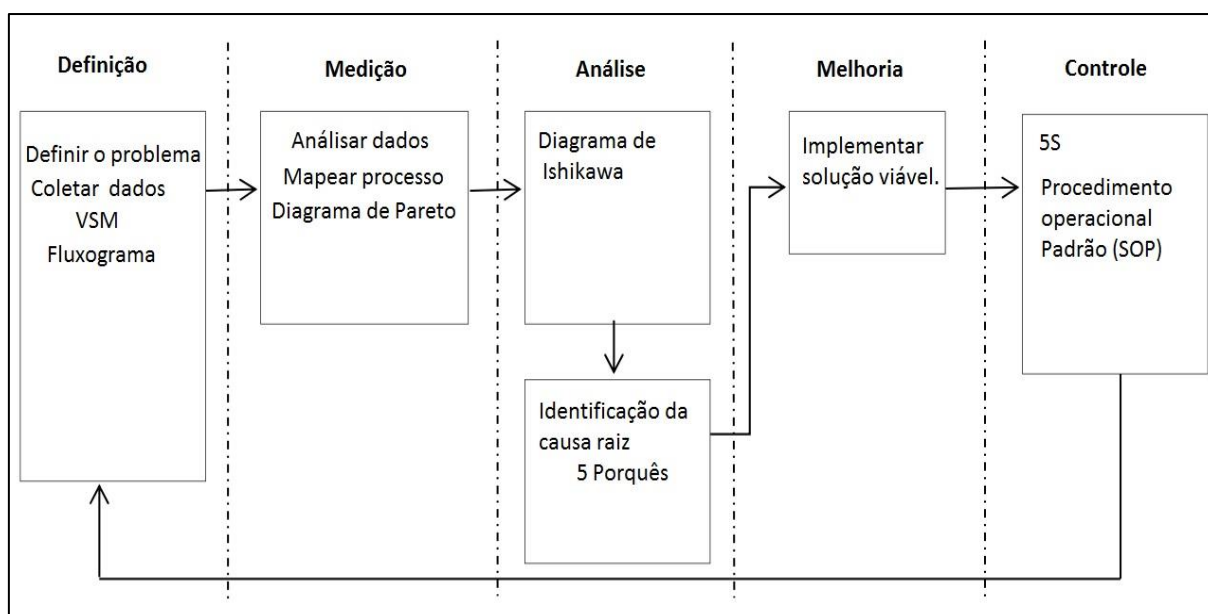 Definição
Definir o problema
Coletar dados
VSM
Fluxograma
Medição
Análisar dados
Mapear processo
Diagrama de Pareto
Análise
Diagrama de
Ishikawa
Identificação da
causa raiz
5 Porquês
Melhoria
Implementar
solução viável.
Controle
5S
Procedimento
operacional
Padrão (SOP)